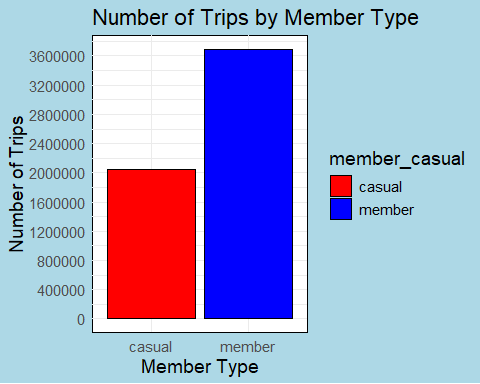 Number of Trips by Member Type
Number of Trips
3600000
3200000
2800000
2400000
2000000
1600000
1200000
800000
400000
0
casual
member
Member Type
member_casual
casual
member